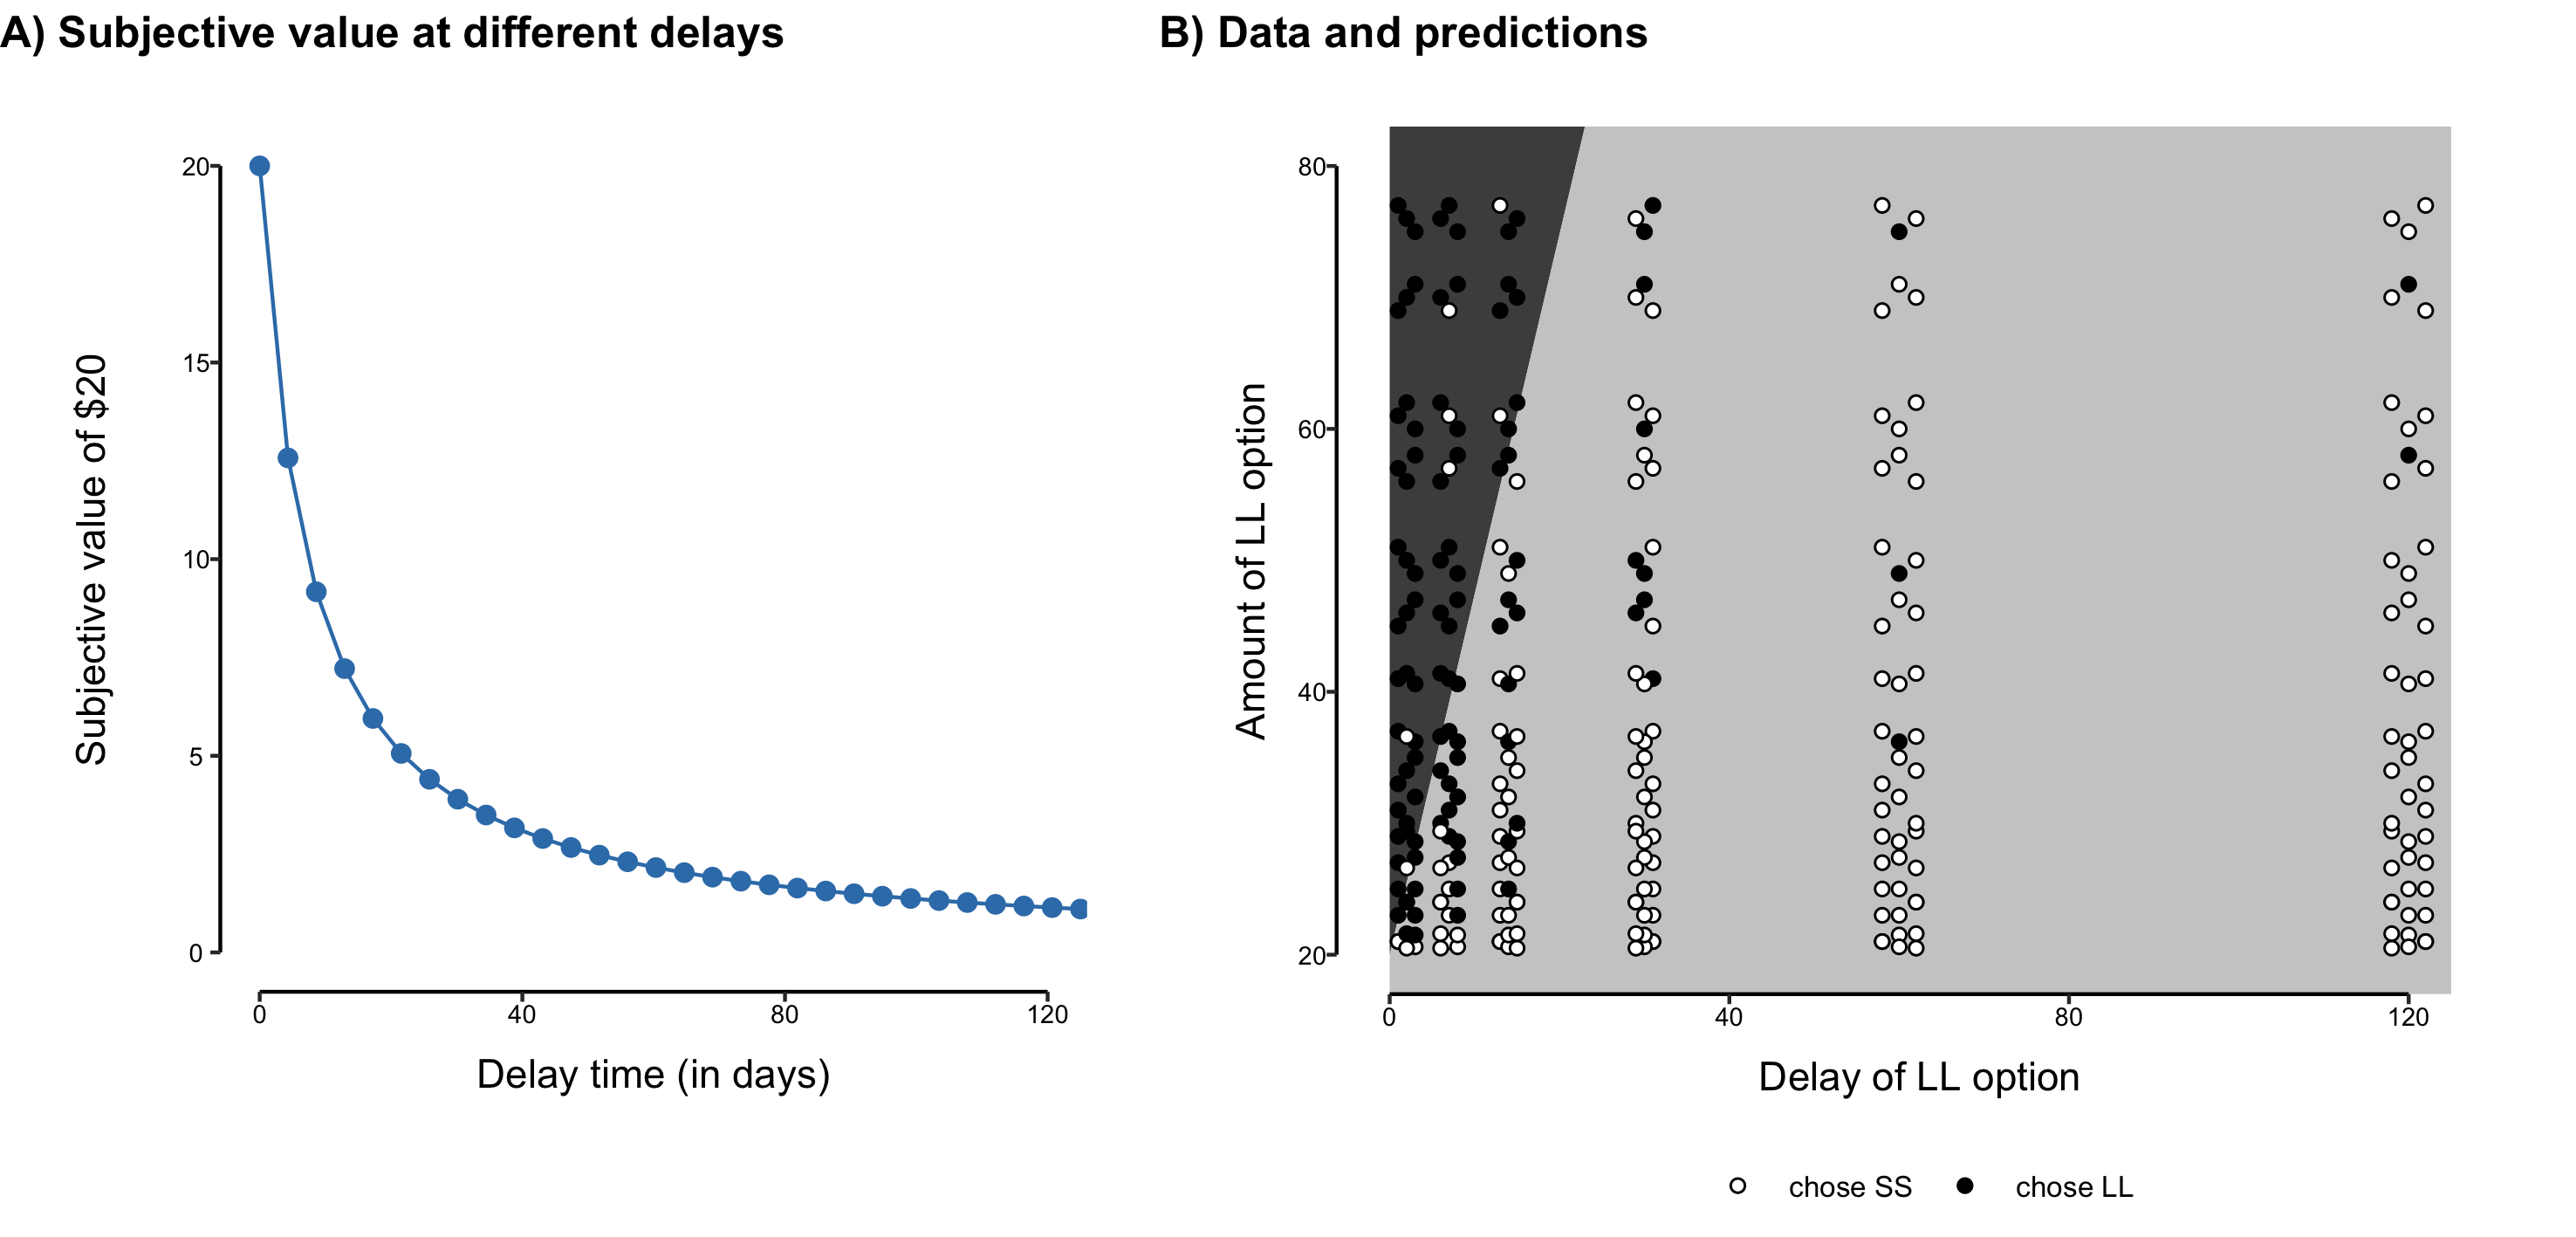 A) Subjective value at different delays
B) Data and predictions
Subjective value of $20
20
15
10
5
0
0 40 80 120
Delay time (in days)
Amount of LL option
80
60
40
20
0 40 80 120
Delay of LL option
chose SS chose LL